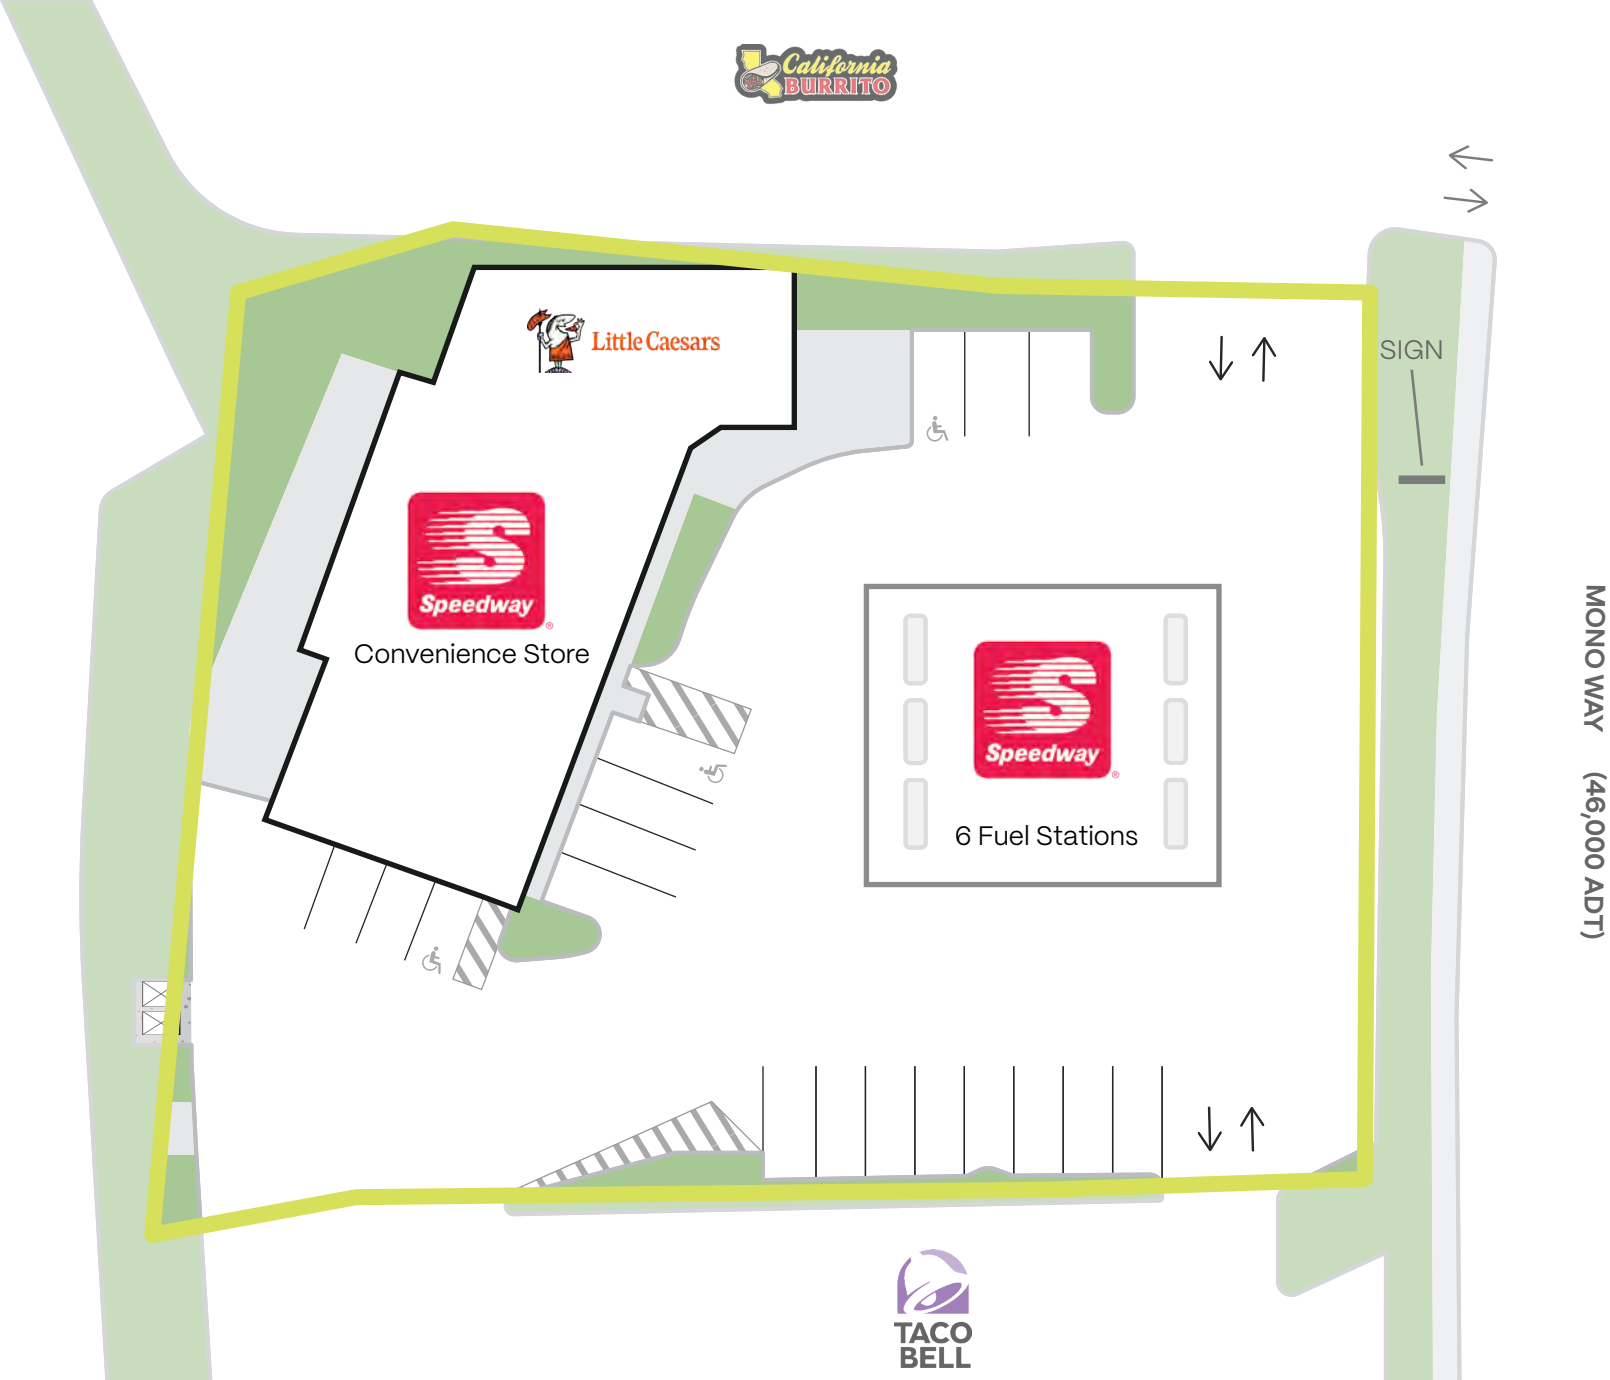 California
BURRITO
SIGN
Little Caesars
Speedway
®
Convenience Store
Speedway
®
6 Fuel Stations
MONO WAY (46,000 ADT)
TACO
BELL